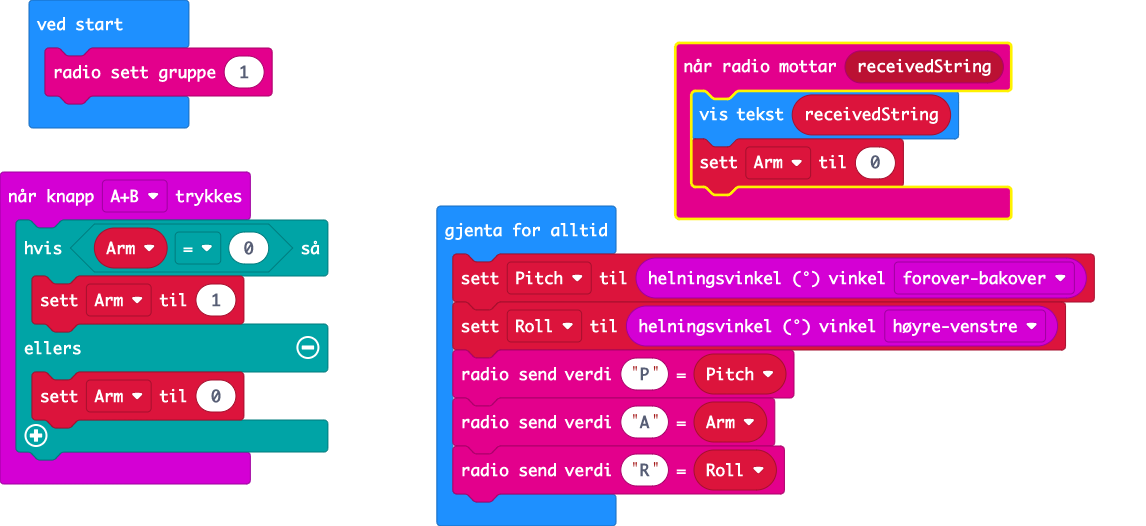 ved start
radio sett gruppe 1
når radio mottar receivedString
vis tekst receivedString
sett Arm til 0
når knapp A+B trykkes
hvis Arm = 0 så
sett Arm til 1
ellers
sett Arm til 0
gjenta for alltid
sett Pitch til helningsvinkel (°) vinkel forover-bakover
sett Roll til helningsvinkel (°) vinkel høyre-venstre
radio send verdi "P" = Pitch
radio send verdi "A" = Arm
radio send verdi "R" = Roll